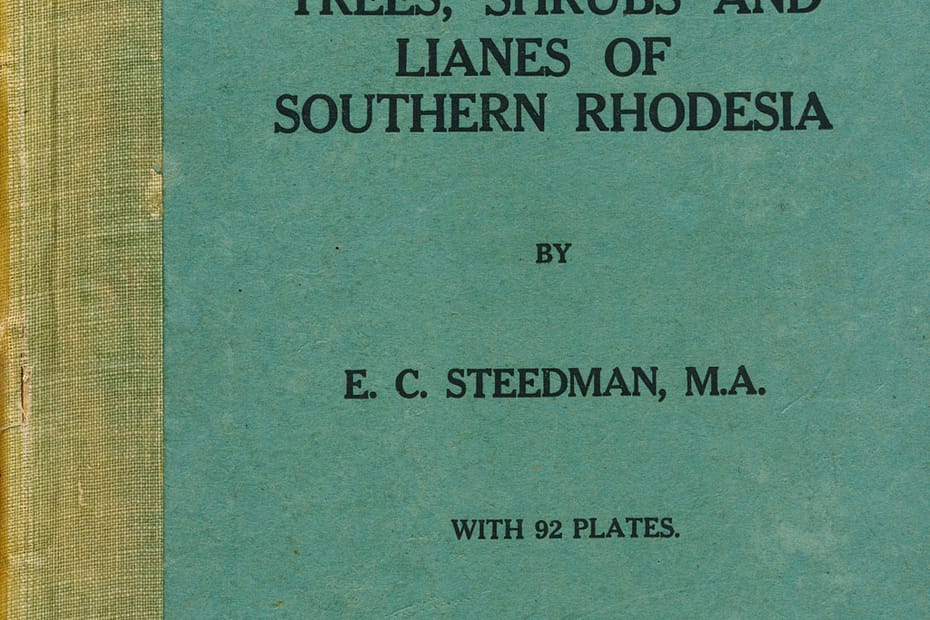 TREES, SHRUBS AND
LIANES OF
SOUTHERN RHODESIA
BY
E. C. STEEDMAN, M.A.
WITH 92 PLATES.